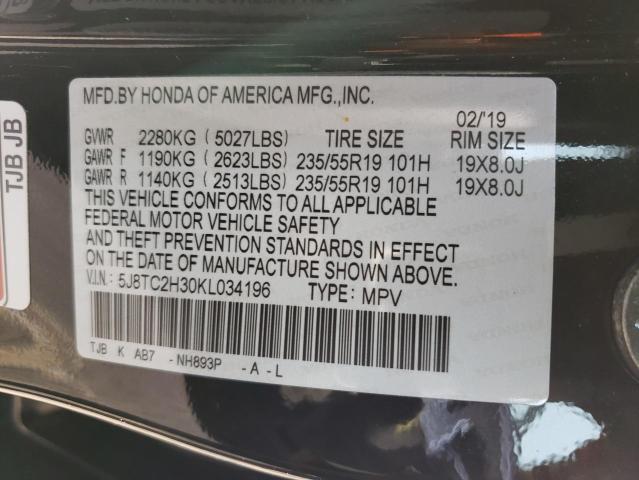 MFD.BY HONDA OF AMERICA MFG.,INC.
02/'19
GVWR 2280KG ( 5027LBS) TIRE SIZE RIM SIZE
GAWR F 1190KG ( 2623LBS) 235/55R19 101H 19X8.0J
GAWR R 1140KG ( 2513LBS) 235/55R19 101H 19X8.0J
THIS VEHICLE CONFORMS TO ALL APPLICABLE
FEDERAL MOTOR VEHICLE SAFETY
AND THEFT PREVENTION STANDARDS IN EFFECT
ON THE DATE OF MANUFACTURE SHOWN ABOVE.
V.I.N: 5J8TC2H30KL034196 TYPE: MPV
TJB K AB7 -NH893P -A-L
TJB JB